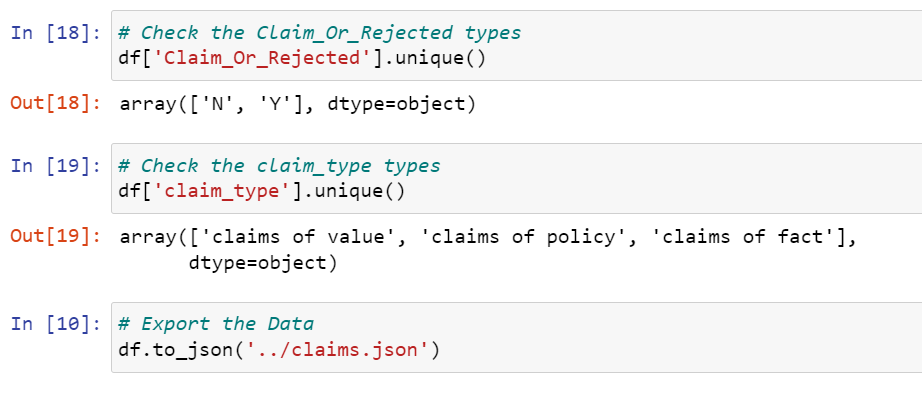 In [18]: # Check the Claim_Or_Rejected types
df['Claim_Or_Rejected'].unique()
Out[18]: array(['N', 'Y'], dtype=object)
In [19]: # Check the claim_type types
df['claim_type'].unique()
Out[19]: array(['claims of value', 'claims of policy', 'claims of fact'],
dtype=object)
In [10]: # Export the Data
df.to_json('../claims.json')